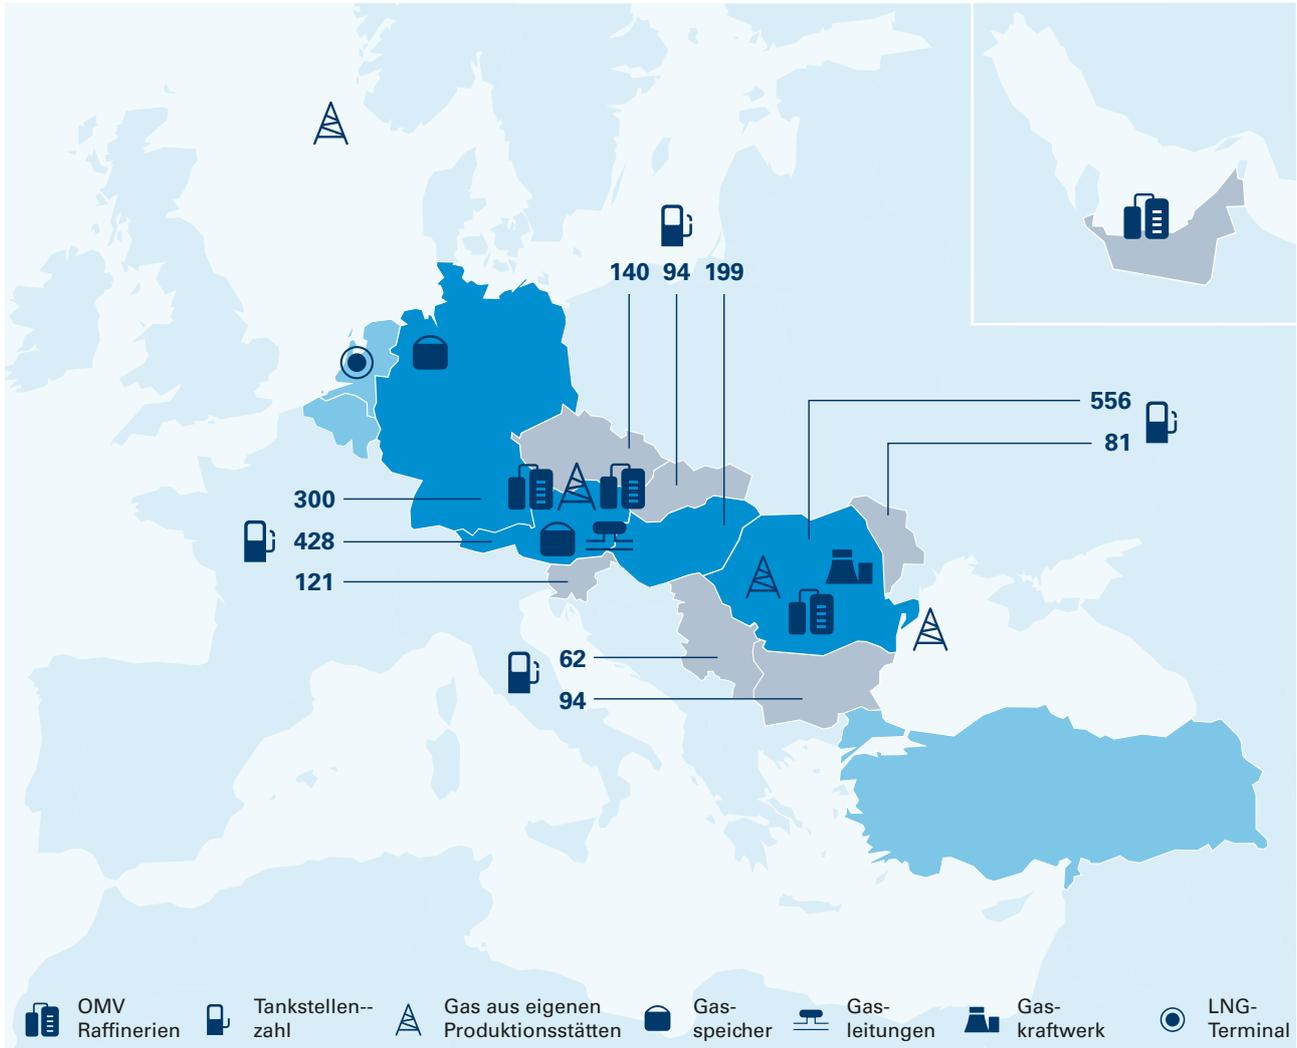 140 94 199
556
81
300
428
121
62
94
OMV
Raffinerien
Tankstellen--
zahl
Gas aus eigenen
Produktionsstätten
Gas-
speicher
Gas-
leitungen
Gas-
kraftwerk
LNG-
Terminal